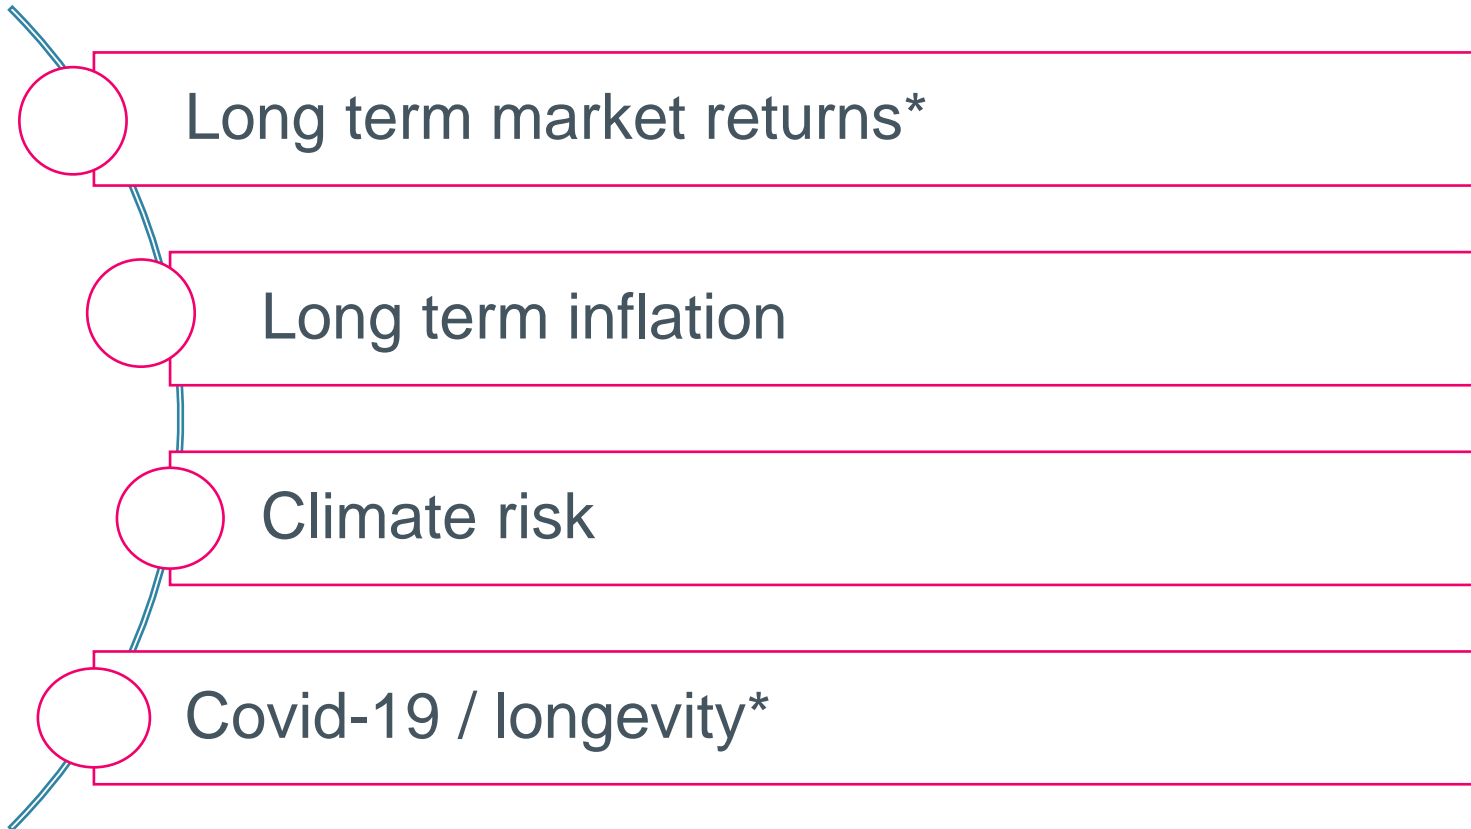 Long term market returns*
Long term inflation
Climate risk
Covid-19 / longevity*